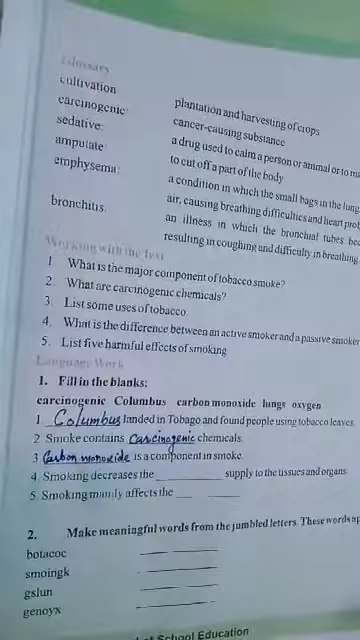 Glossary
cultivation plantation and harvesting of crops
carcinogenic: cancer-causing substance
sedative: a drug used to calm a person or animal or to
amputate to cut off a part of the body
emphysema: a condition in which the small bags in the lung
air, causing breathing difficulties and heart
bronchitis. an illness in which the bronchial tubes
resulting in coughing and difficulty in breathing
Working with the Text
1 What is the major component of tobacco smoke?
2. What are carcinogenic chemicals?
3. List some uses of tobacco.
4. What is the difference between an active smoker and a passive smoker
5. List five harmful effects of smoking
Language Work
1. Fill in the blanks:
carcinogenic Columbus carbon monoxide lungs oxygen
1 Columbus landed in Tobago and found people using tobacco leaves.
2 Smoke contains Carcinogenic chemicals.
3 Carbon monoxide is a component in smoke.
4. Smoking decreases the ________ supply to the tissues and organs.
5. Smoking mainly affects the __ ____
2. Make meaningful words from the jumbled letters. These words
botacoc ________
smoingk ________
gslun ________
genoyx ________
School Education